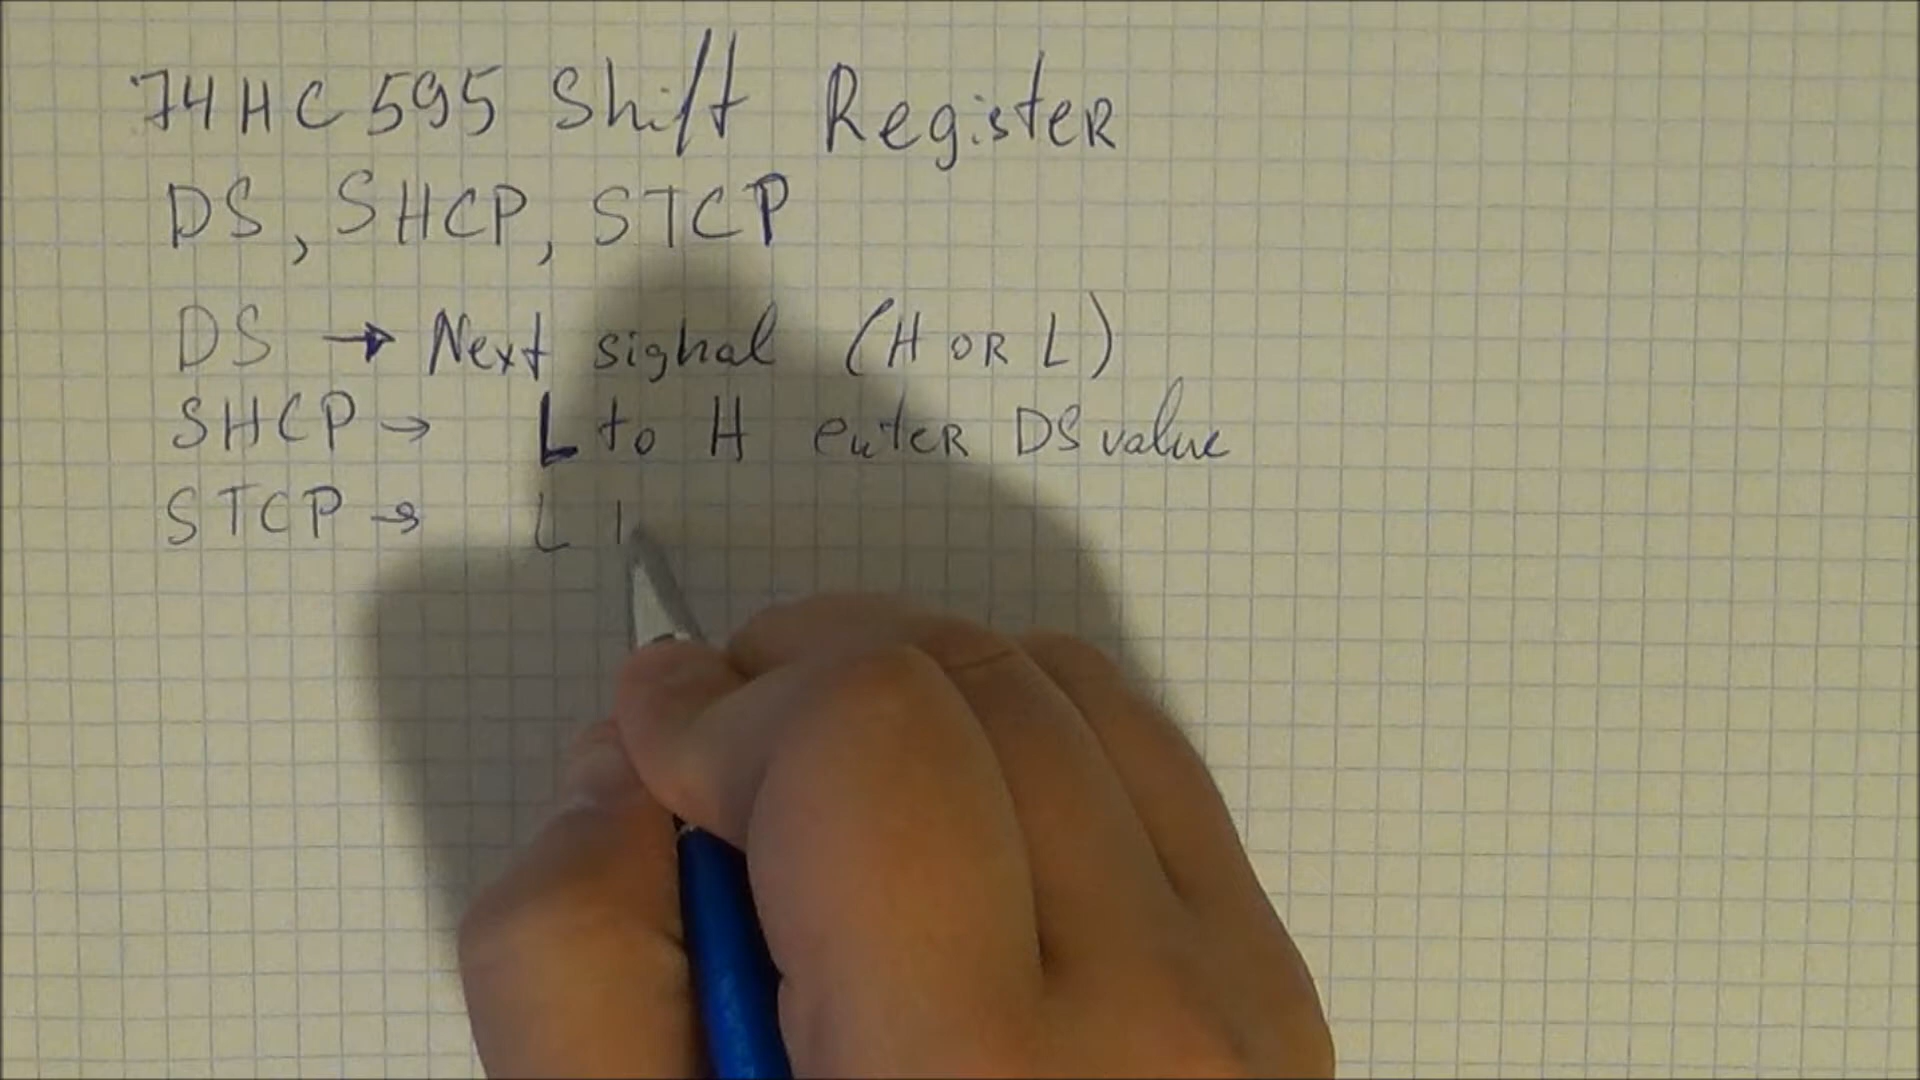 74HC595 Shift Register
DS, SHCP, STCP
DS → Next signal (H OR L)
SHCP → L to H enter DS value
STCP → L